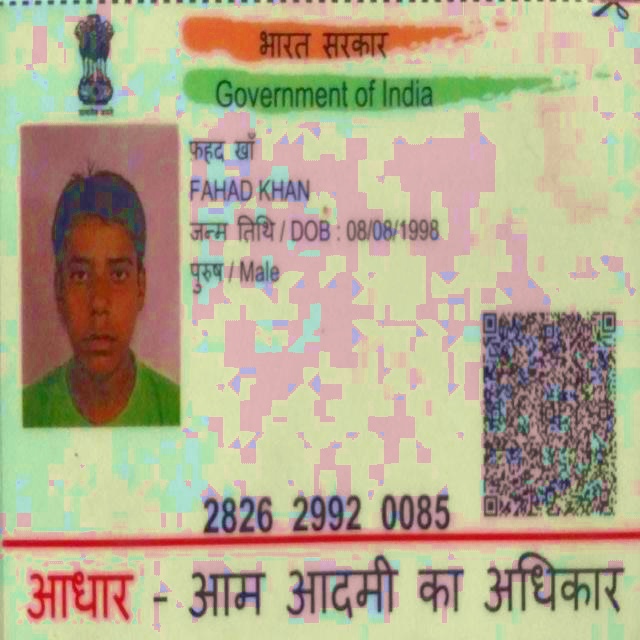 भारत सरकार
Government of India
फ़हद खाँ
FAHAD KHAN
जन्म तिथि / DOB : 08/08/1998
पुरुष / Male
2826 2992 0085
आधार - आम आदमी का अधिकार